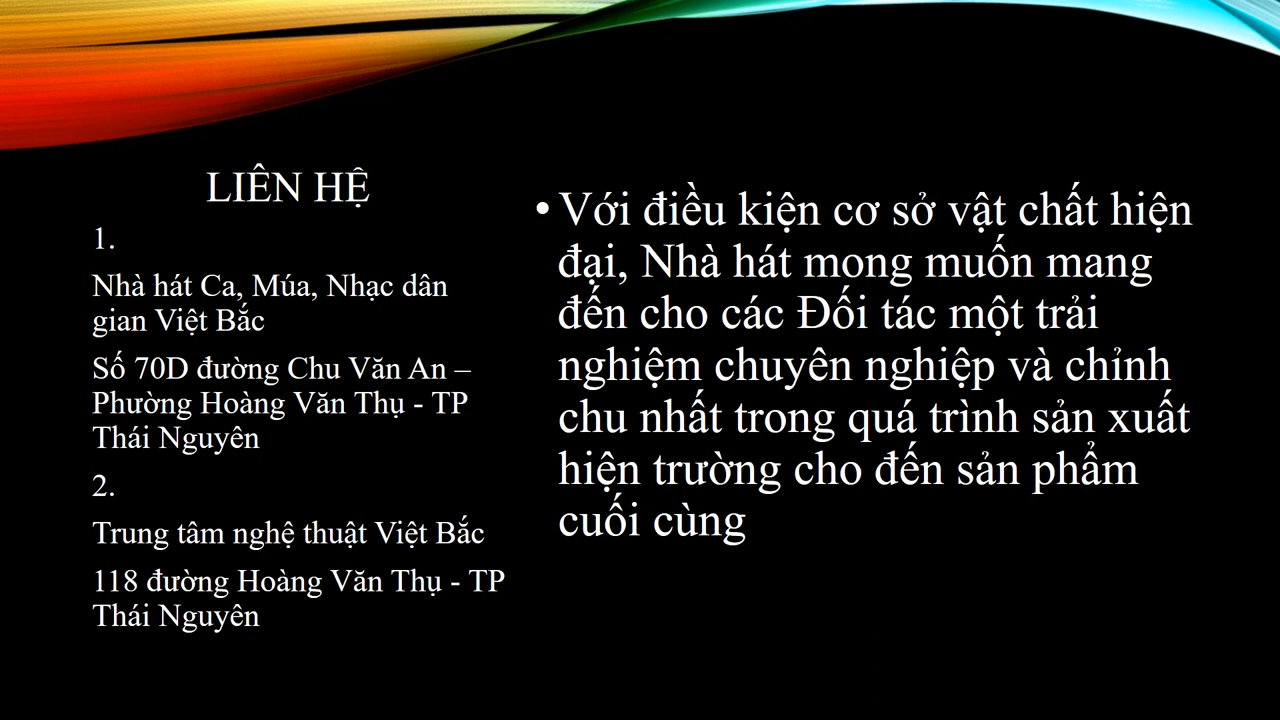 LIÊN HỆ
1.
Nhà hát Ca, Múa, Nhạc dân
gian Việt Bắc
Số 70D đường Chu Văn An –
Phường Hoàng Văn Thụ - TP
Thái Nguyên
2.
Trung tâm nghệ thuật Việt Bắc
118 đường Hoàng Văn Thụ - TP
Thái Nguyên
• Với điều kiện cơ sở vật chất hiện
đại, Nhà hát mong muốn mang
đến cho các Đối tác một trải
nghiệm chuyên nghiệp và chỉnh
chu nhất trong quá trình sản xuất
hiện trường cho đến sản phẩm
cuối cùng